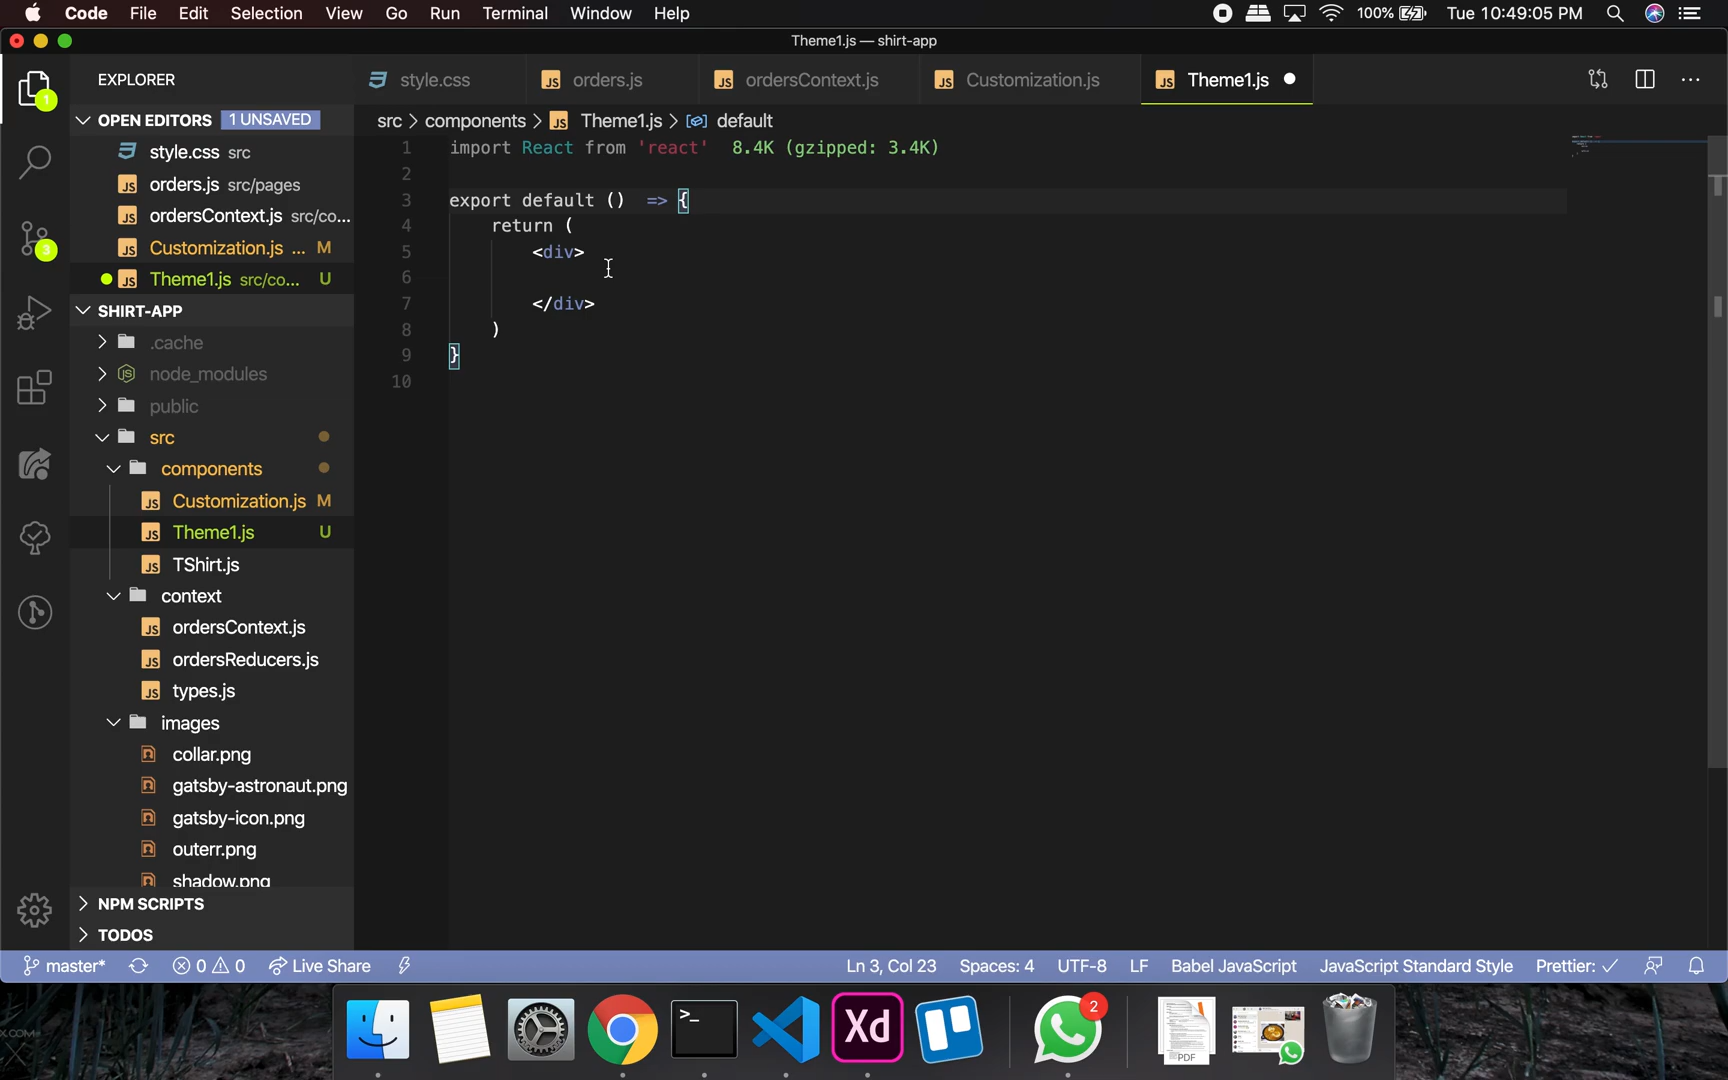 Code File Edit Selection View Go Run Terminal Window Help 100% Tue 10:49:05 PM
Theme1.js — shirt-app
EXPLORER
style.css orders.js ordersContext.js Customization.js Theme1.js
OPEN EDITORS 1 UNSAVED
src > components > Theme1.js > default
style.css src
orders.js src/pages
ordersContext.js src/co...
Customization.js ... M
Theme1.js src/co... U
SHIRT-APP
.cache
node_modules
public
src
components
Customization.js M
Theme1.js U
TShirt.js
context
ordersContext.js
ordersReducers.js
types.js
images
collar.png
gatsby-astronaut.png
gatsby-icon.png
outerr.png
shadow.png
NPM SCRIPTS
TODOS
1 import React from 'react' 8.4K (gzipped: 3.4K)
2
3 export default () => {
4 return (
5 <div>
6
7 </div>
8 )
9 }
10
master* 0 0 Live Share Ln 3, Col 23 Spaces: 4 UTF-8 LF Babel JavaScript JavaScript Standard Style Prettier: ✓
1
3
JS
Xd
2
PDF